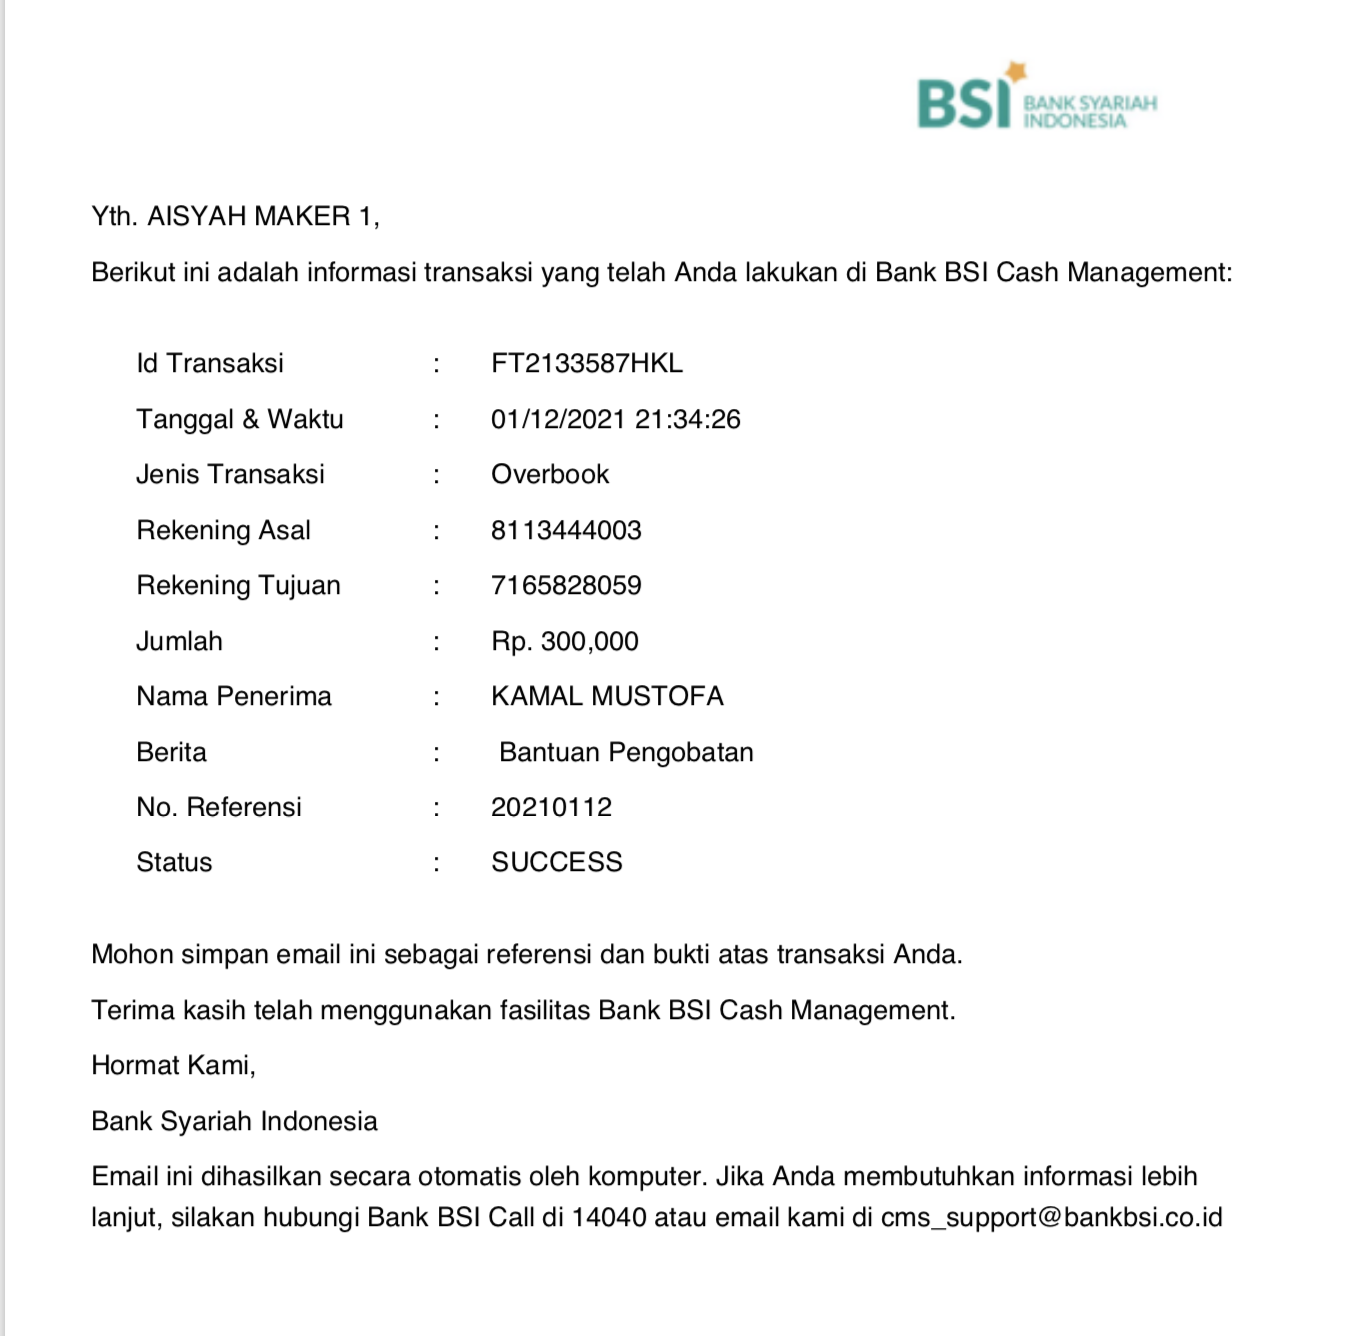 BSI BANK SYARIAH
INDONESIA
Yth. AISYAH MAKER 1,
Berikut ini adalah informasi transaksi yang telah Anda lakukan di Bank BSI Cash Management:
Id Transaksi : FT2133587HKL
Tanggal & Waktu : 01/12/2021 21:34:26
Jenis Transaksi : Overbook
Rekening Asal : 8113444003
Rekening Tujuan : 7165828059
Jumlah : Rp. 300,000
Nama Penerima : KAMAL MUSTOFA
Berita : Bantuan Pengobatan
No. Referensi : 20210112
Status : SUCCESS
Mohon simpan email ini sebagai referensi dan bukti atas transaksi Anda.
Terima kasih telah menggunakan fasilitas Bank BSI Cash Management.
Hormat Kami,
Bank Syariah Indonesia
Email ini dihasilkan secara otomatis oleh komputer. Jika Anda membutuhkan informasi lebih
lanjut, silakan hubungi Bank BSI Call di 14040 atau email kami di cms_support@bankbsi.co.id